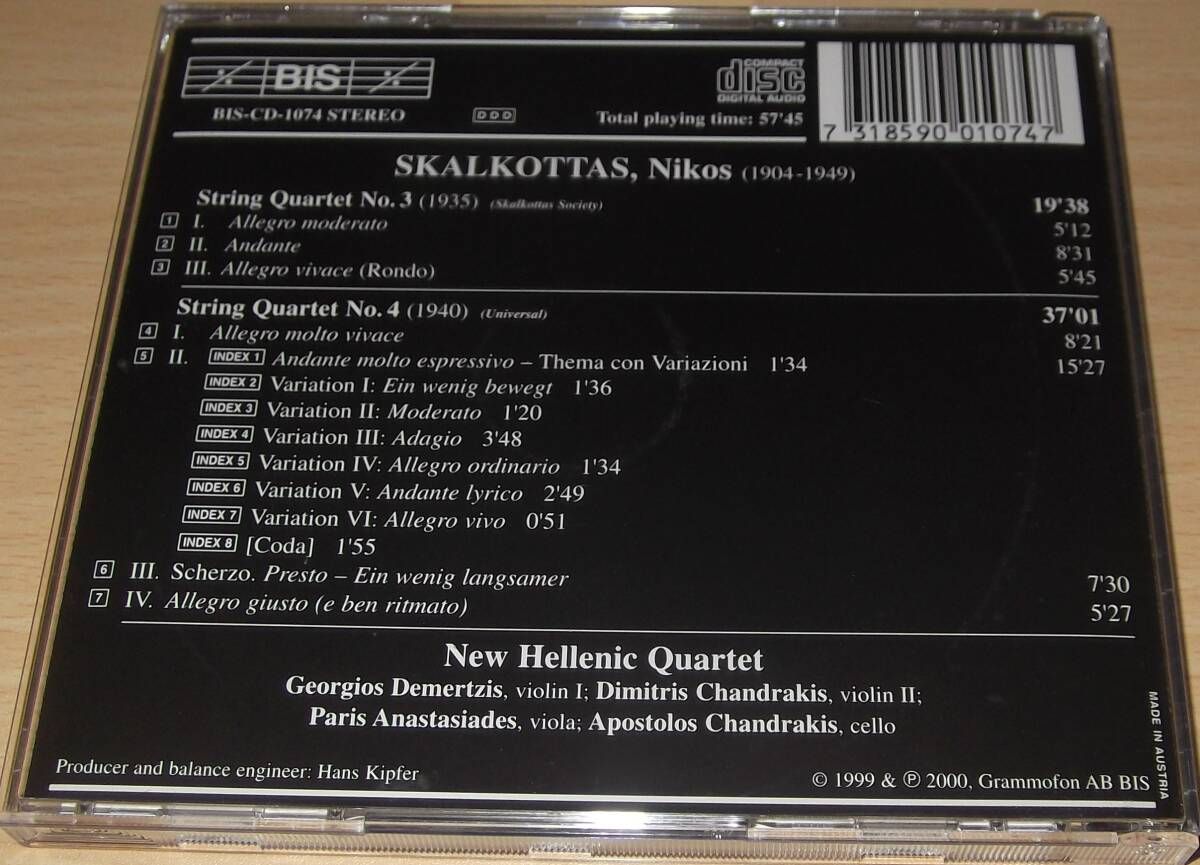 BIS
COMPACT
disc
DIGITAL AUDIO
BIS-CD-1074 STEREO
DDD
Total playing time: 57'45
7 318590 010747
SKALKOTTAS, Nikos (1904-1949)
String Quartet No. 3 (1935) (Skalkottas Society) 19'38
1 I. Allegro moderato 5'12
2 II. Andante 8'31
3 III. Allegro vivace (Rondo) 5'45
String Quartet No. 4 (1940) (Universal) 37'01
4 I. Allegro molto vivace 8'21
5 II. INDEX 1 Andante molto espressivo – Thema con Variazioni 1'34 15'27
INDEX 2 Variation I: Ein wenig bewegt 1'36
INDEX 3 Variation II: Moderato 1'20
INDEX 4 Variation III: Adagio 3'48
INDEX 5 Variation IV: Allegro ordinario 1'34
INDEX 6 Variation V: Andante lyrico 2'49
INDEX 7 Variation VI: Allegro vivo 0'51
INDEX 8 [Coda] 1'55
6 III. Scherzo. Presto – Ein wenig langsamer 7'30
7 IV. Allegro giusto (e ben ritmato) 5'27
New Hellenic Quartet
Georgios Demertzis, violin I; Dimitris Chandrakis, violin II;
Paris Anastasiades, viola; Apostolos Chandrakis, cello
Producer and balance engineer: Hans Kipfer
© 1999 & ℗ 2000, Grammofon AB BIS
MADE IN AUSTRIA